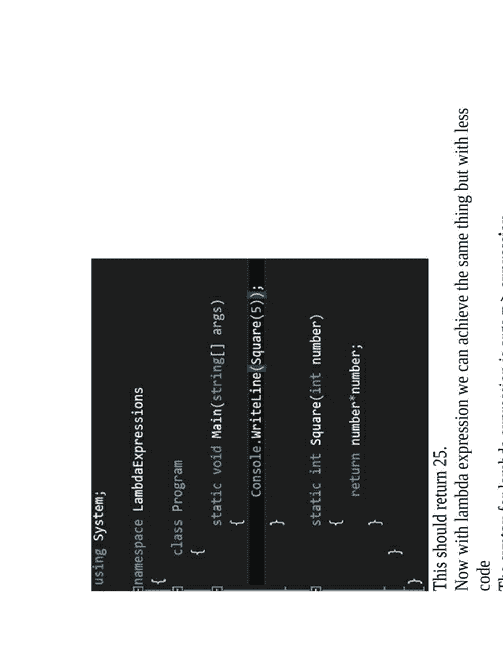 using System;
namespace LambdaExpressions
{
class Program
{
static void Main(string[] args)
{
Console.WriteLine(Square(5));
}
static int Square(int number)
{
return number*number;
}
}
}
This should return 25.
Now with lambda expression we can achieve the same thing but with less
code